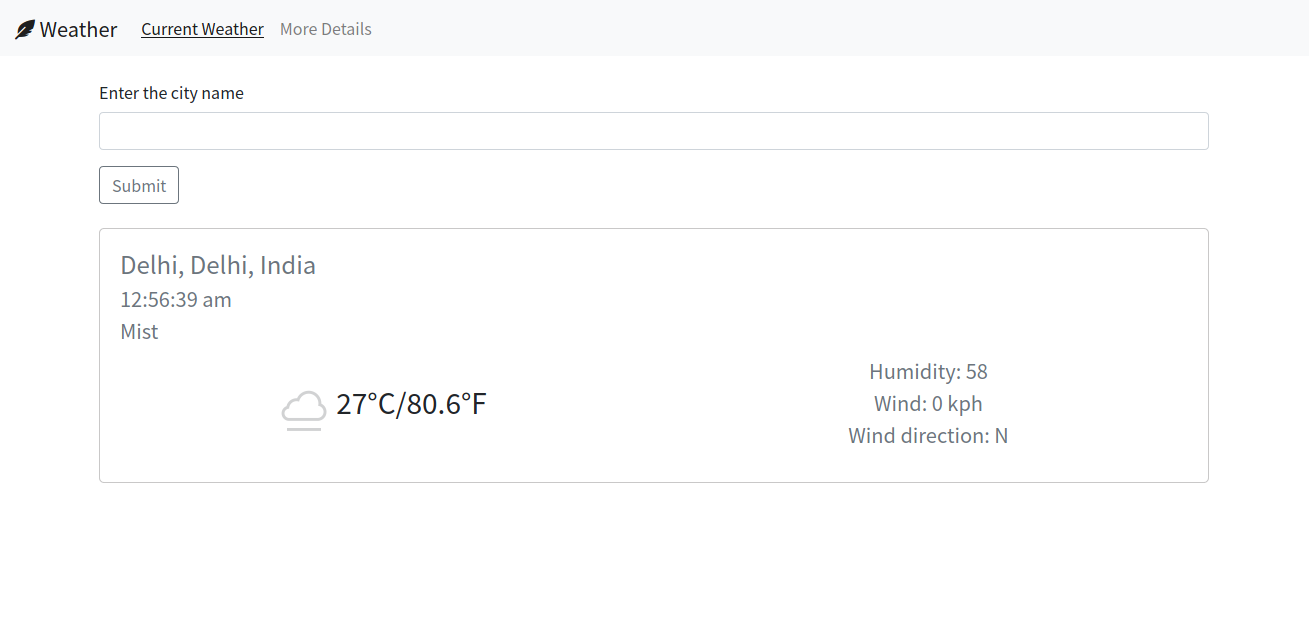 Weather Current Weather More Details
Enter the city name
Submit
Delhi, Delhi, India
12:56:39 am
Mist
27°C/80.6°F
Humidity: 58
Wind: 0 kph
Wind direction: N